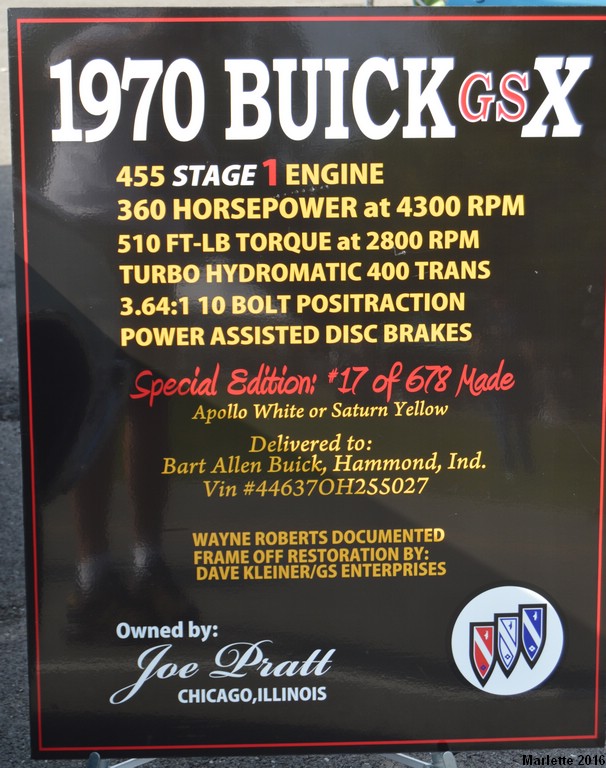 1970 BUICK GSX
455 STAGE 1 ENGINE
360 HORSEPOWER at 4300 RPM
510 FT-LB TORQUE at 2800 RPM
TURBO HYDROMATIC 400 TRANS
3.64:1 10 BOLT POSITRACTION
POWER ASSISTED DISC BRAKES
Special Edition: #17 of 678 Made
Apollo White or Saturn Yellow
Delivered to:
Bart Allen Buick, Hammond, Ind.
Vin #44637OH255027
WAYNE ROBERTS DOCUMENTED
FRAME OFF RESTORATION BY:
DAVE KLEINER/GS ENTERPRISES
Owned by:
Joe Pratt
CHICAGO,ILLINOIS
Marlette 2016